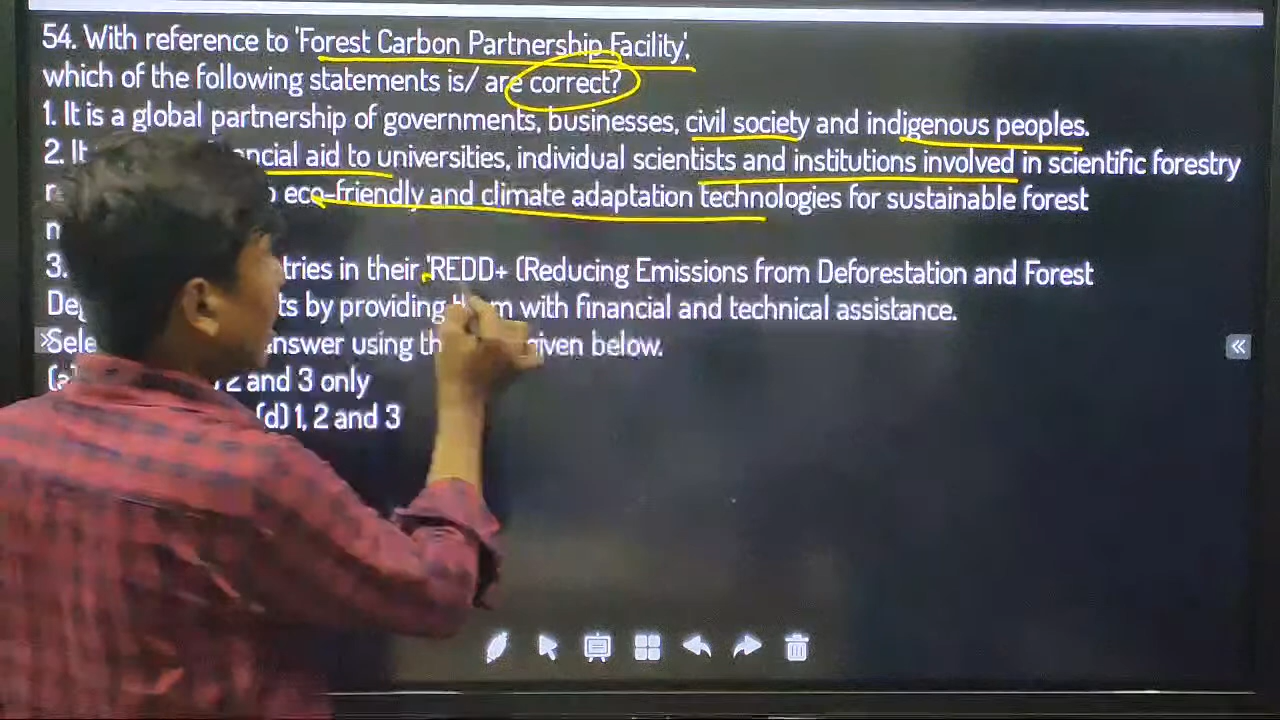 54. With reference to 'Forest Carbon Partnership Facility',
which of the following statements is/ are correct?
1. It is a global partnership of governments, businesses, civil society and indigenous peoples.
2. It ncial aid to universities, individual scientists and institutions involved in scientific forestry
eco-friendly and climate adaptation technologies for sustainable forest
3. tries in their 'REDD+ (Reducing Emissions from Deforestation and Forest
ts by providing with financial and technical assistance.
Sele answer using given below.
(a) 2 and 3 only
(d) 1, 2 and 3